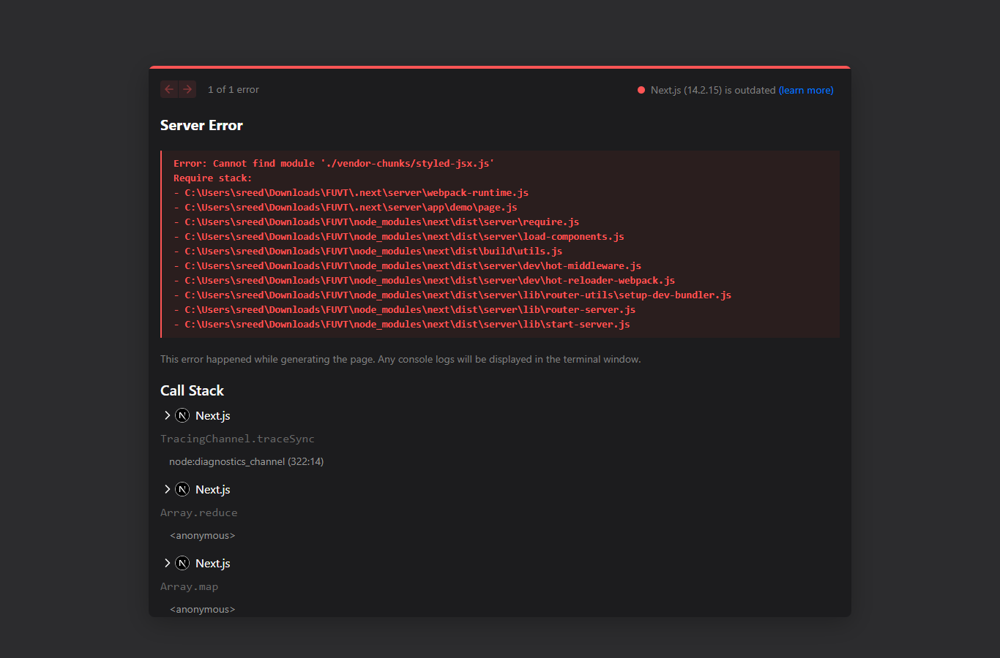 1 of 1 error
Next.js (14.2.15) is outdated (learn more)
Server Error
Error: Cannot find module './vendor-chunks/styled-jsx.js'
Require stack:
- C:\Users\sreed\Downloads\FUVT\.next\server\webpack-runtime.js
- C:\Users\sreed\Downloads\FUVT\.next\server\app\demo\page.js
- C:\Users\sreed\Downloads\FUVT\node_modules\next\dist\server\require.js
- C:\Users\sreed\Downloads\FUVT\node_modules\next\dist\server\load-components.js
- C:\Users\sreed\Downloads\FUVT\node_modules\next\dist\build\utils.js
- C:\Users\sreed\Downloads\FUVT\node_modules\next\dist\server\dev\hot-middleware.js
- C:\Users\sreed\Downloads\FUVT\node_modules\next\dist\server\dev\hot-reloader-webpack.js
- C:\Users\sreed\Downloads\FUVT\node_modules\next\dist\server\lib\router-utils\setup-dev-bundler.js
- C:\Users\sreed\Downloads\FUVT\node_modules\next\dist\server\lib\router-server.js
- C:\Users\sreed\Downloads\FUVT\node_modules\next\dist\server\lib\start-server.js
This error happened while generating the page. Any console logs will be displayed in the terminal window.
Call Stack
N Next.js
TracingChannel.traceSync
node:diagnostics_channel (322:14)
N Next.js
Array.reduce
<anonymous>
N Next.js
Array.map
<anonymous>